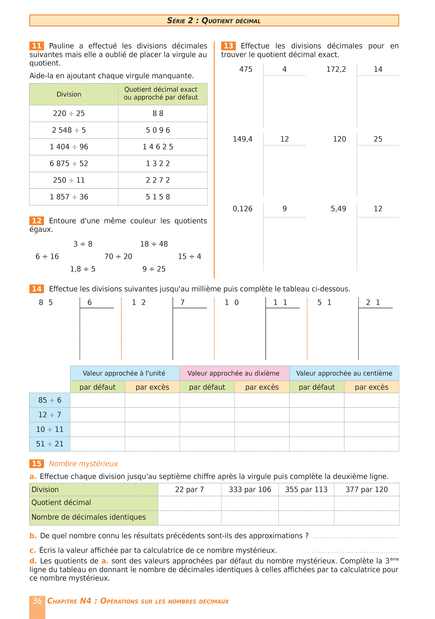 SÉRIE 2 : QUOTIENT DÉCIMAL
11 Pauline a effectué les divisions décimales
suivantes mais elle a oublié de placer la virgule au
quotient.
Aide-la en ajoutant chaque virgule manquante.
Division Quotient décimal exact
ou approché par défaut
220 ÷ 25 8 8
2 548 ÷ 5 5 0 9 6
1 404 ÷ 96 1 4 6 2 5
6 875 ÷ 52 1 3 2 2
250 ÷ 11 2 2 7 2
1 857 ÷ 36 5 1 5 8
12 Entoure d'une même couleur les quotients
égaux.
3 ÷ 8 18 ÷ 48
6 ÷ 16 70 ÷ 20 15 ÷ 4
1,8 ÷ 5 9 ÷ 25
13 Effectue les divisions décimales pour en
trouver le quotient décimal exact.
475 4 172,2 14
149,4 12 120 25
0,126 9 5,49 12
14 Effectue les divisions suivantes jusqu'au millième puis complète le tableau ci-dessous.
8 5 6 1 2 7 1 0 1 1 5 1 2 1
Valeur approchée à l'unité Valeur approchée au dixième Valeur approchée au centième
par défaut par excès par défaut par excès par défaut par excès
85 ÷ 6
12 ÷ 7
10 ÷ 11
51 ÷ 21
15 Nombre mystérieux
a. Effectue chaque division jusqu'au septième chiffre après la virgule puis complète la deuxième ligne.
Division 22 par 7 333 par 106 355 par 113 377 par 120
Quotient décimal
Nombre de décimales identiques
b. De quel nombre connu les résultats précédents sont-ils des approximations ?
c. Écris la valeur affichée par ta calculatrice de ce nombre mystérieux.
d. Les quotients de a. sont des valeurs approchées par défaut du nombre mystérieux. Complète la 3ème
ligne du tableau en donnant le nombre de décimales identiques à celles affichées par ta calculatrice pour
ce nombre mystérieux.
36 CHAPITRE N4 : OPÉRATIONS SUR LES NOMBRES DÉCIMAUX